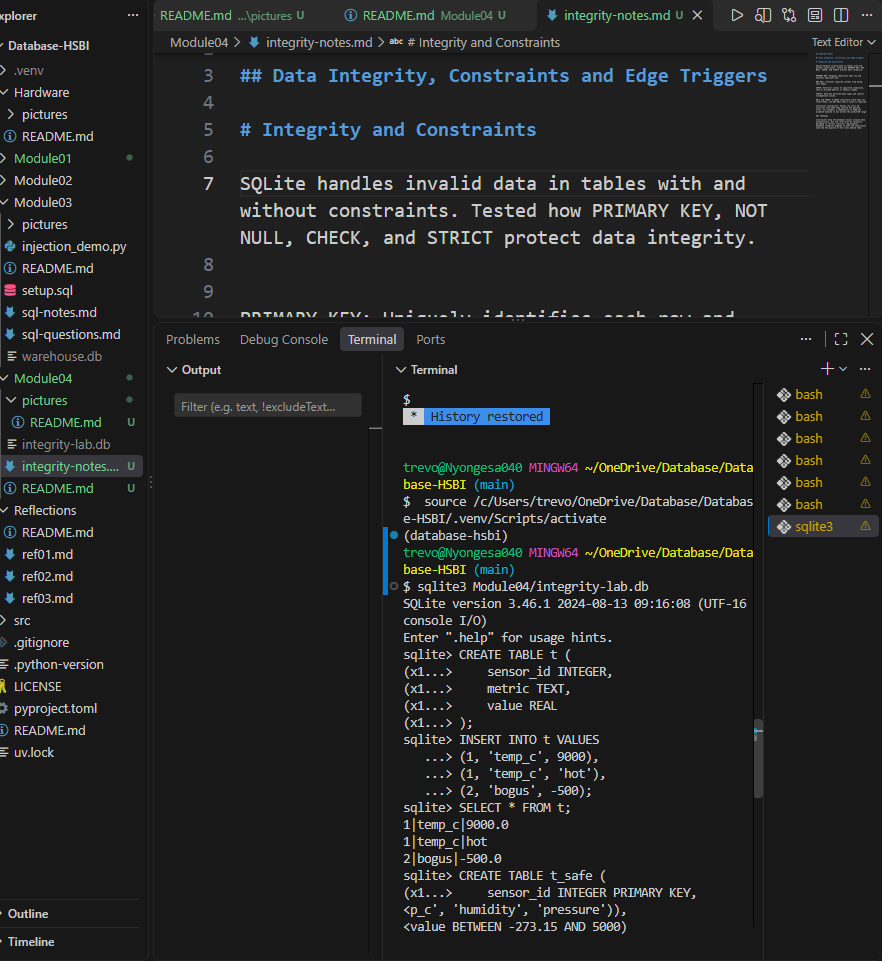 xplorer
Database-HSBI
.venv
Hardware
pictures
README.md
Module01
Module02
Module03
pictures
injection_demo.py
README.md
setup.sql
sql-notes.md
sql-questions.md
warehouse.db
Module04
pictures
README.md U
integrity-lab.db
integrity-notes.... U
README.md U
Reflections
README.md
ref01.md
ref02.md
ref03.md
src
.gitignore
.python-version
LICENSE
pyproject.toml
README.md
uv.lock
Outline
Timeline
README.md ...\pictures U
README.md Module04 U
integrity-notes.md U
Module04 > integrity-notes.md > abc # Integrity and Constraints
Text Editor
3 ## Data Integrity, Constraints and Edge Triggers
4
5 # Integrity and Constraints
6
7 SQLite handles invalid data in tables with and
without constraints. Tested how PRIMARY KEY, NOT
NULL, CHECK, and STRICT protect data integrity.
8
9
10 PRIMARY KEY: Uniquely identifies each row and
Problems Debug Console Terminal Ports
Output
Filter (e.g. text, !excludeText...
Terminal
$
* History restored
trevo@Nyongesa040 MINGW64 ~/OneDrive/Database/Data
base-HSBI (main)
$  source /c/Users/trevo/OneDrive/Database/Databas
e-HSBI/.venv/Scripts/activate
(database-hsbi)
trevo@Nyongesa040 MINGW64 ~/OneDrive/Database/Data
base-HSBI (main)
$ sqlite3 Module04/integrity-lab.db
SQLite version 3.46.1 2024-08-13 09:16:08 (UTF-16
console I/O)
Enter ".help" for usage hints.
sqlite> CREATE TABLE t (
(x1...>     sensor_id INTEGER,
(x1...>     metric TEXT,
(x1...>     value REAL
(x1...> );
sqlite> INSERT INTO t VALUES
...> (1, 'temp_c', 9000),
...> (1, 'temp_c', 'hot'),
...> (2, 'bogus', -500);
sqlite> SELECT * FROM t;
1|temp_c|9000.0
1|temp_c|hot
2|bogus|-500.0
sqlite> CREATE TABLE t_safe (
(x1...>     sensor_id INTEGER PRIMARY KEY,
<p_c', 'humidity', 'pressure')),
<value BETWEEN -273.15 AND 5000)
bash
bash
bash
bash
bash
bash
sqlite3